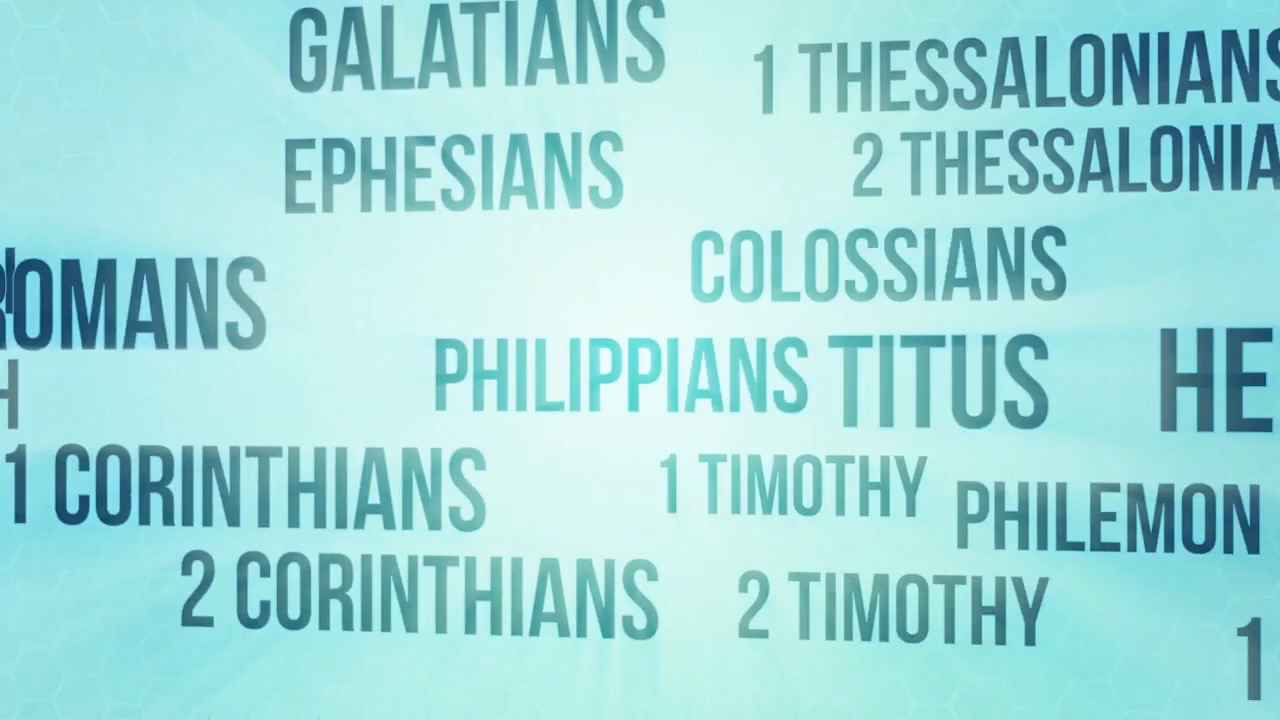 GALATIANS
1 THESSALONIANS
EPHESIANS
2 THESSALONIA
COLOSSIANS
ROMANS
PHILIPPIANS
TITUS
HE
H
1 CORINTHIANS
1 TIMOTHY
PHILEMON
2 CORINTHIANS
2 TIMOTHY
1